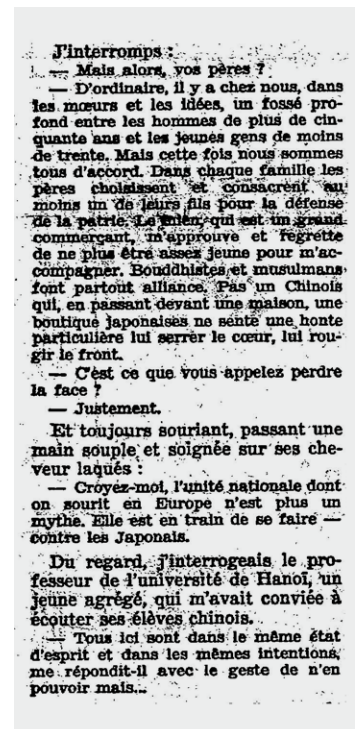 J'interromps :
— Mais alors, vos pères ?
— D'ordinaire, il y a chez nous, dans
les mœurs et les idées, un fossé pro-
fond entre les hommes de plus de cin-
quante ans et les jeunes gens de moins
de trente. Mais cette fois nous sommes
tous d'accord. Dans chaque famille les
pères choisissent et consacrent au
moins un de leurs fils pour la défense
de la patrie. Le mien, qui est un grand
commerçant, m'approuve et regrette
de ne plus être assez jeune pour m'ac-
compagner. Bouddhistes et musulmans
font partout alliance. Pas un Chinois
qui, en passant devant une maison, une
boutique japonaises ne sente une honte
particulière lui serrer le cœur, lui rou-
gir le front.
— C'est ce que vous appelez perdre
la face ?
— Justement.
Et toujours souriant, passant une
main souple et soignée sur ses che-
veur laqués :
— Croyez-moi, l'unité nationale dont
on sourit en Europe n'est plus un
mythe. Elle est en train de se faire —
contre les Japonais.
Du regard, j'interrogeais le pro-
fesseur de l'université de Hanoï, un
jeune agrégé, qui m'avait conviée à
écouter ses élèves chinois.
— Tous ici sont dans le même état
d'esprit et dans les mêmes intentions,
me répondit-il avec le geste de n'en
pouvoir mais...